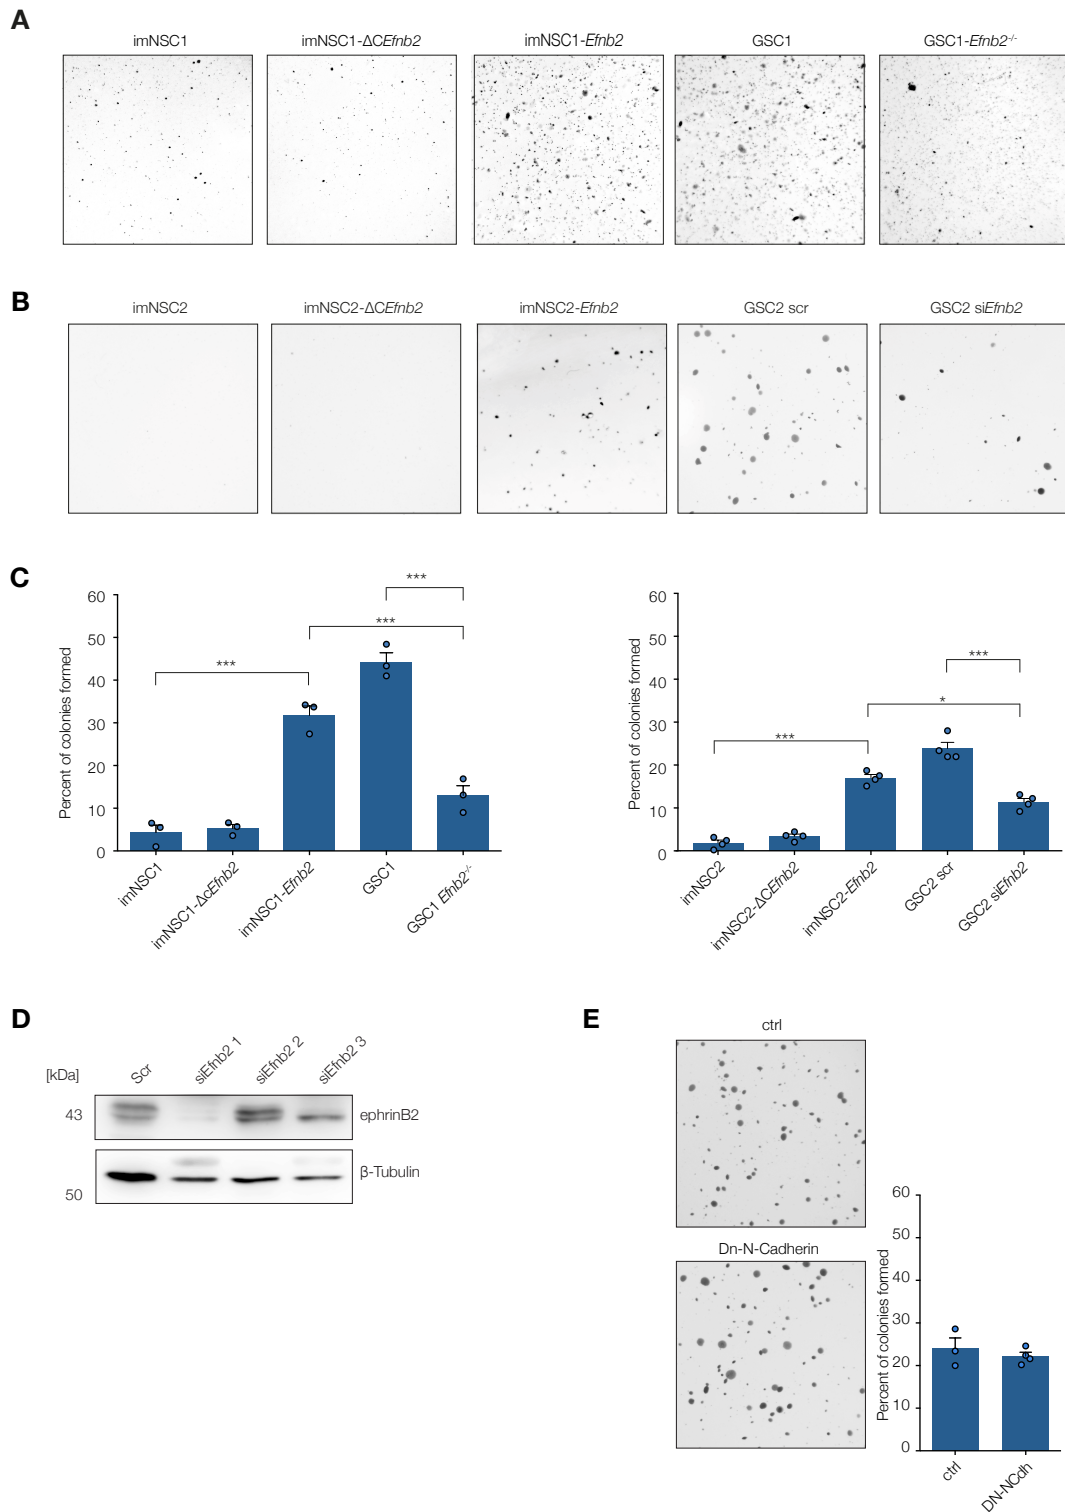 A
imNSC1
imNSC1-ΔCEfnb2
imNSC1-Efnb2
GSC1
GSC1-Efnb2-/-
B
imNSC2
imNSC2-ΔCEfnb2
imNSC2-Efnb2
GSC2 scr
GSC2 siEfnb2
C
Percent of colonies formed
60
50
40
30
20
10
0
***
***
***
imNSC1
imNSC1-ΔcEfnb2
imNSC1-Efnb2
GSC1
GSC1 Efnb2-/-
Percent of colonies formed
60
50
40
30
20
10
0
***
*
***
imNSC2
imNSC2-ΔCEfnb2
imNSC2-Efnb2
GSC2 scr
GSC2 siEfnb2
D
[kDa]
Scr
siEfnb2 1
siEfnb2 2
siEfnb2 3
43
ephrinB2
β-Tubulin
50
E
ctrl
Dn-N-Cadherin
Percent of colonies formed
60
50
40
30
20
10
0
ctrl
DN-NCdh